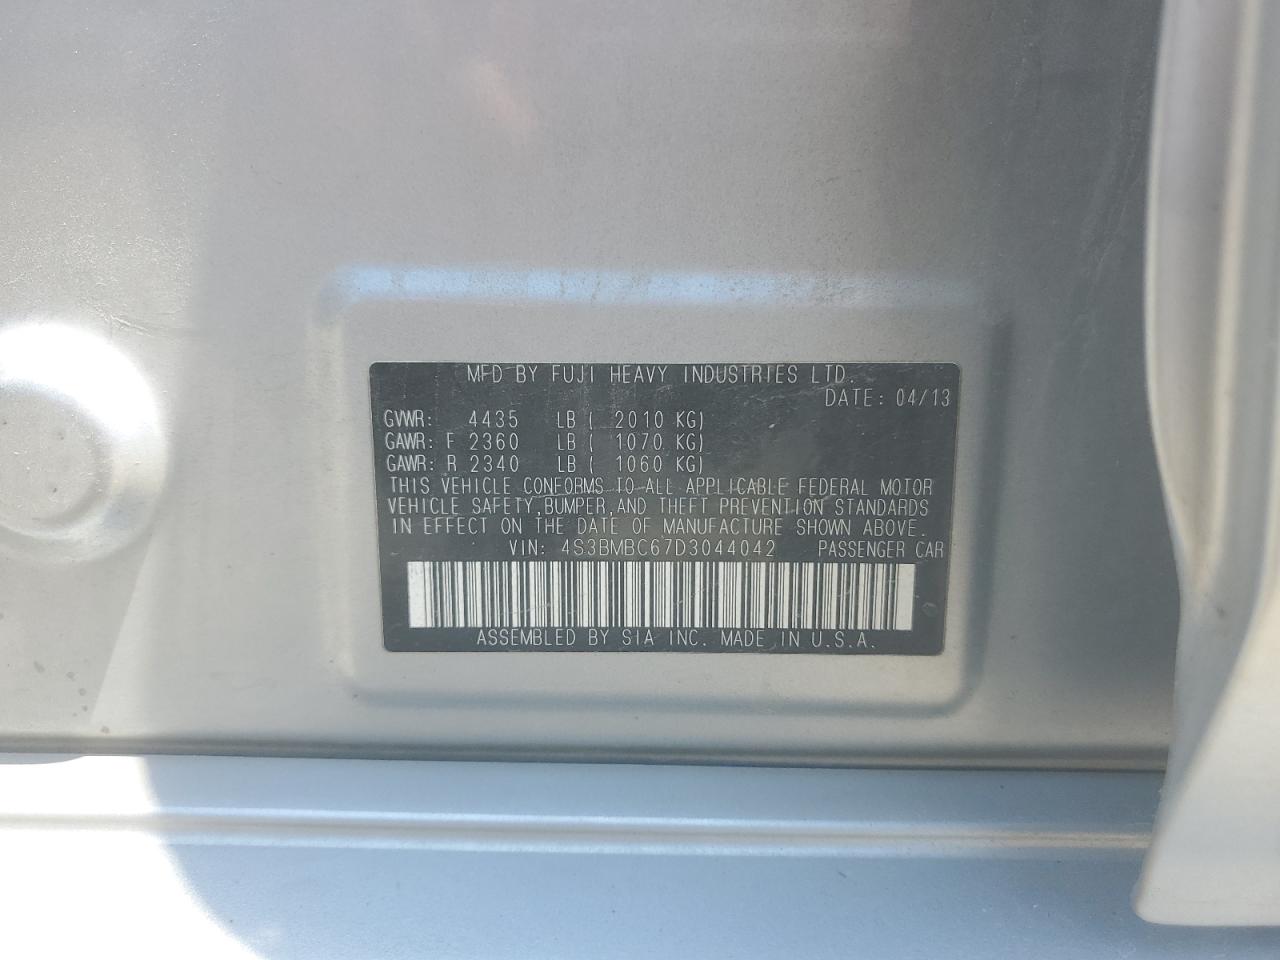 MFD BY FUJI HEAVY INDUSTRIES LTD.
DATE: 04/13
GVWR: 4435 LB ( 2010 KG)
GAWR: F 2360 LB ( 1070 KG)
GAWR: R 2340 LB ( 1060 KG)
THIS VEHICLE CONFORMS TO ALL APPLICABLE FEDERAL MOTOR
VEHICLE SAFETY, BUMPER, AND THEFT PREVENTION STANDARDS
IN EFFECT ON THE DATE OF MANUFACTURE SHOWN ABOVE.
VIN: 4S3BMBC67D3044042 PASSENGER CAR
ASSEMBLED BY SIA INC. MADE IN U.S.A.